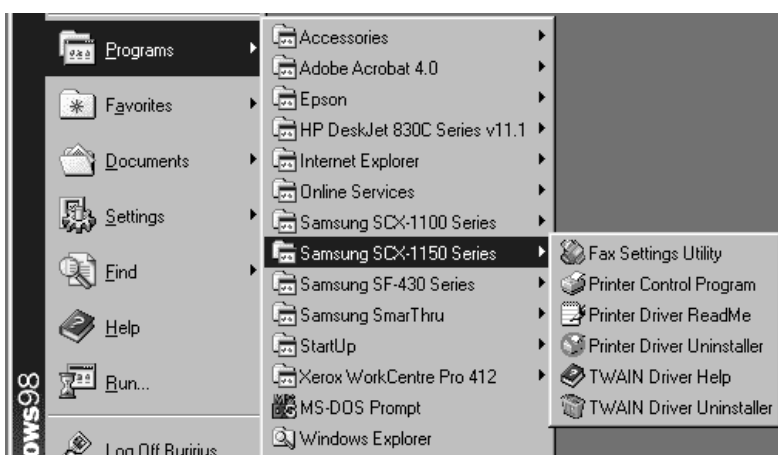 Programs
Favorites
Documents
Settings
Find
Help
Run...
Log Off
ows98
Accessories
Adobe Acrobat 4.0
Epson
HP DeskJet 830C Series v11.1
Internet Explorer
Online Services
Samsung SCX-1100 Series
Samsung SCX-1150 Series
Samsung SF-430 Series
Samsung SmarThru
StartUp
Xerox WorkCentre Pro 412
MS-DOS Prompt
Windows Explorer
Fax Settings Utility
Printer Control Program
Printer Driver ReadMe
Printer Driver Uninstaller
TWAIN Driver Help
TWAIN Driver Uninstaller